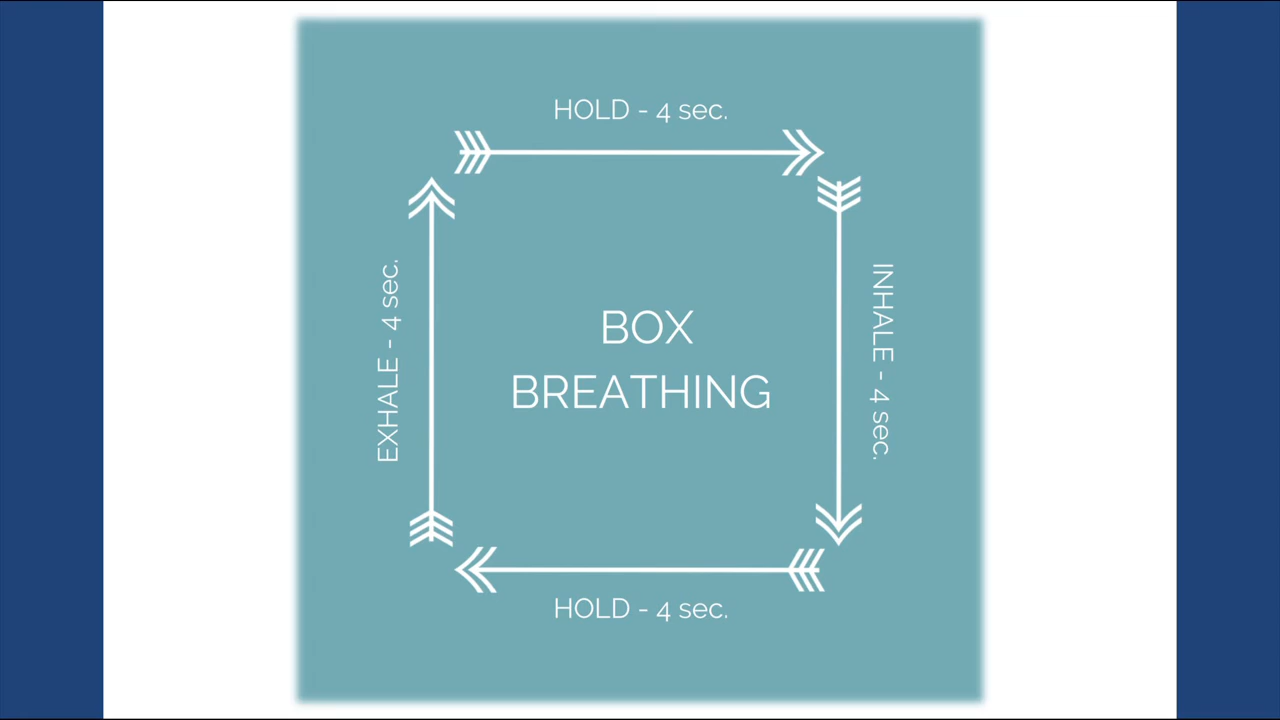 HOLD - 4 sec.
EXHALE - 4 sec.
BOX
BREATHING
INHALE - 4 sec.
HOLD - 4 sec.